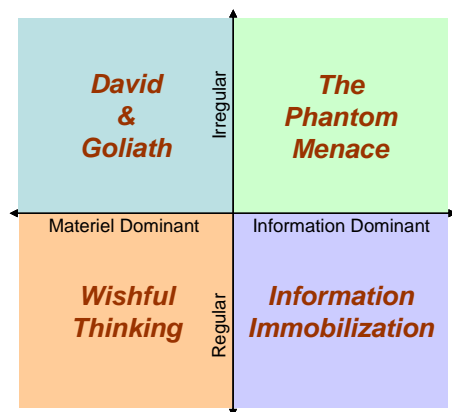 David
&
Goliath
Irregular
The
Phantom
Menace
Materiel Dominant
Information Dominant
Wishful
Thinking
Regular
Information
Immobilization